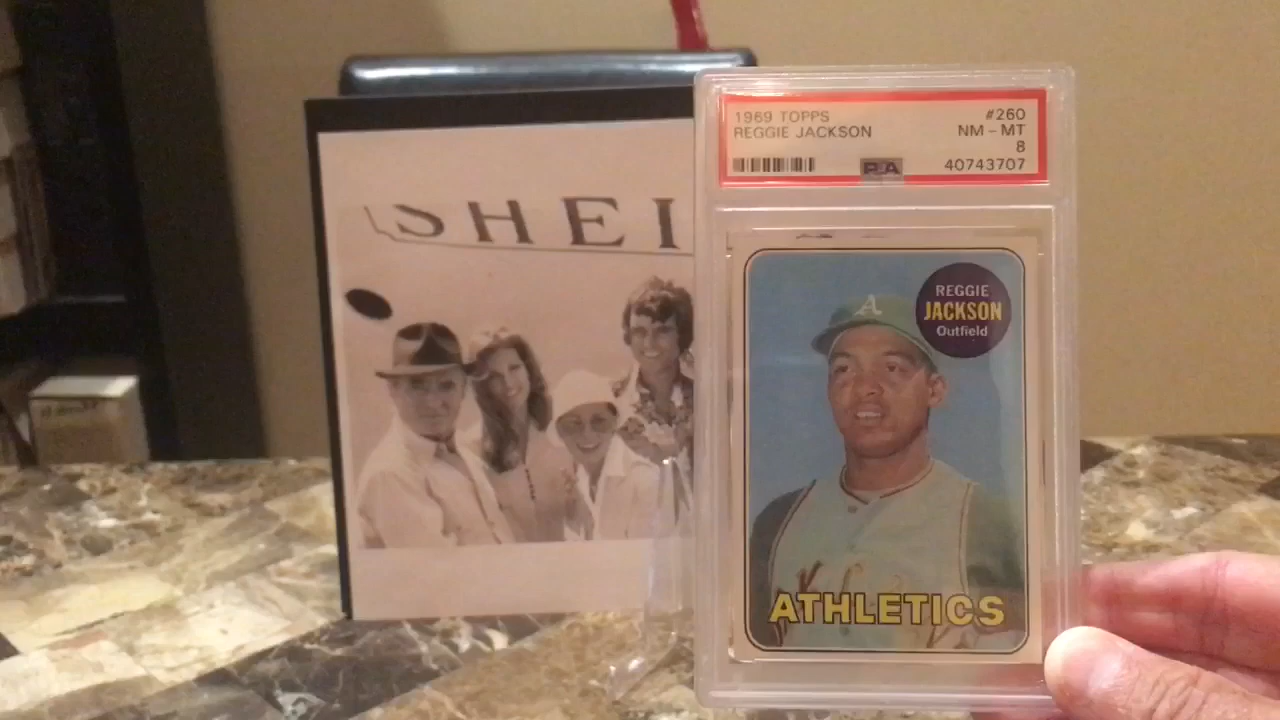 SHEI
1969 TOPPS #260
REGGIE JACKSON NM - MT
8
PSA 40743707
REGGIE
JACKSON
Outfield
A
ATHLETICS